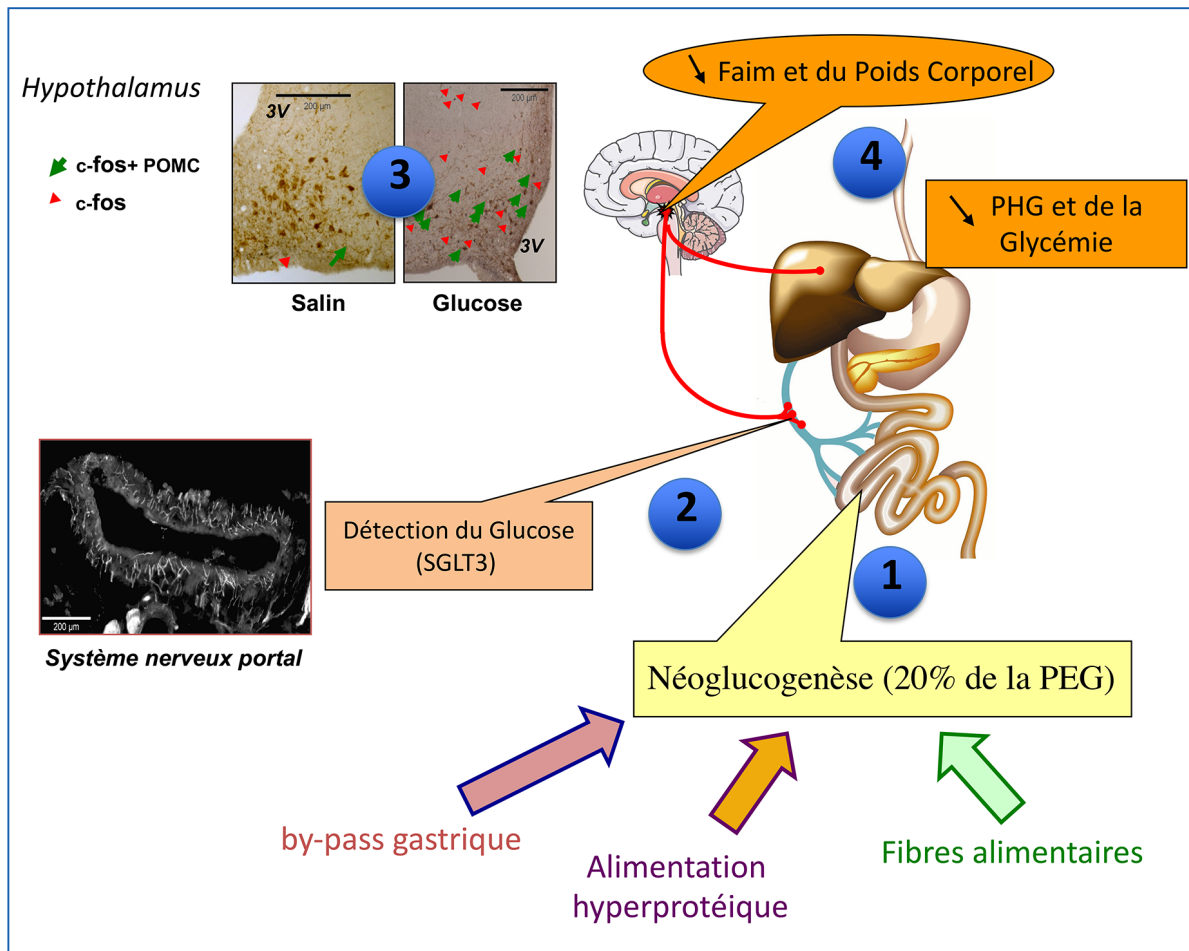 Hypothalamus
c-fos+ POMC
c-fos
3V
200 µm
200 µm
3V
3
Salin
Glucose
↘ Faim et du Poids Corporel
4
↘ PHG et de la
Glycémie
200 µm
Système nerveux portal
Détection du Glucose
(SGLT3)
2
1
Néoglucogenèse (20% de la PEG)
by-pass gastrique
Alimentation
hyperprotéique
Fibres alimentaires